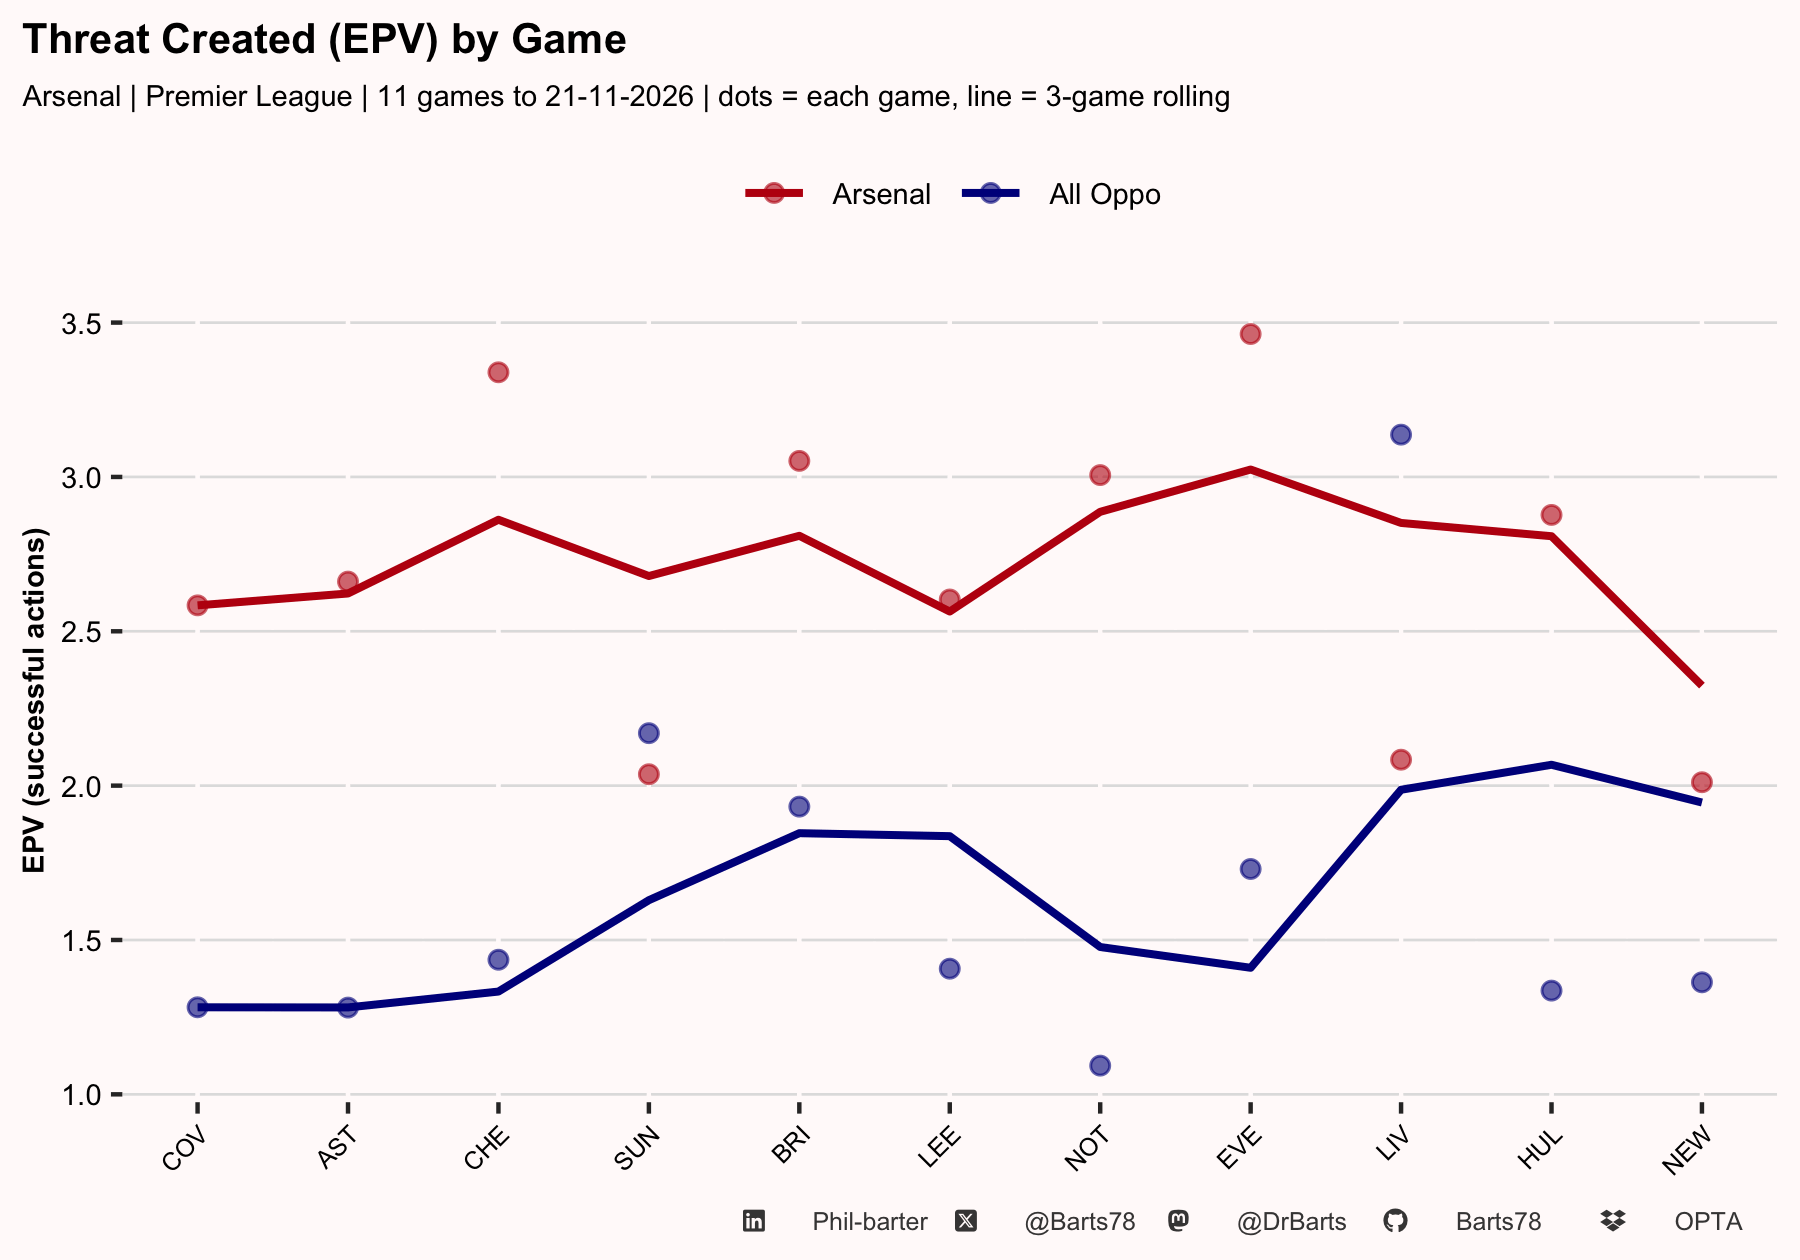 Threat Created (EPV) by Game
Arsenal | Premier League | 11 games to 21-11-2026 | dots = each game, line = 3-game rolling
Arsenal All Oppo
EPV (successful actions)
3.5
3.0
2.5
2.0
1.5
1.0
COV AST CHE SUN BRI LEE NOT EVE LIV HUL NEW
Phil-barter @Barts78 @DrBarts Barts78 OPTA